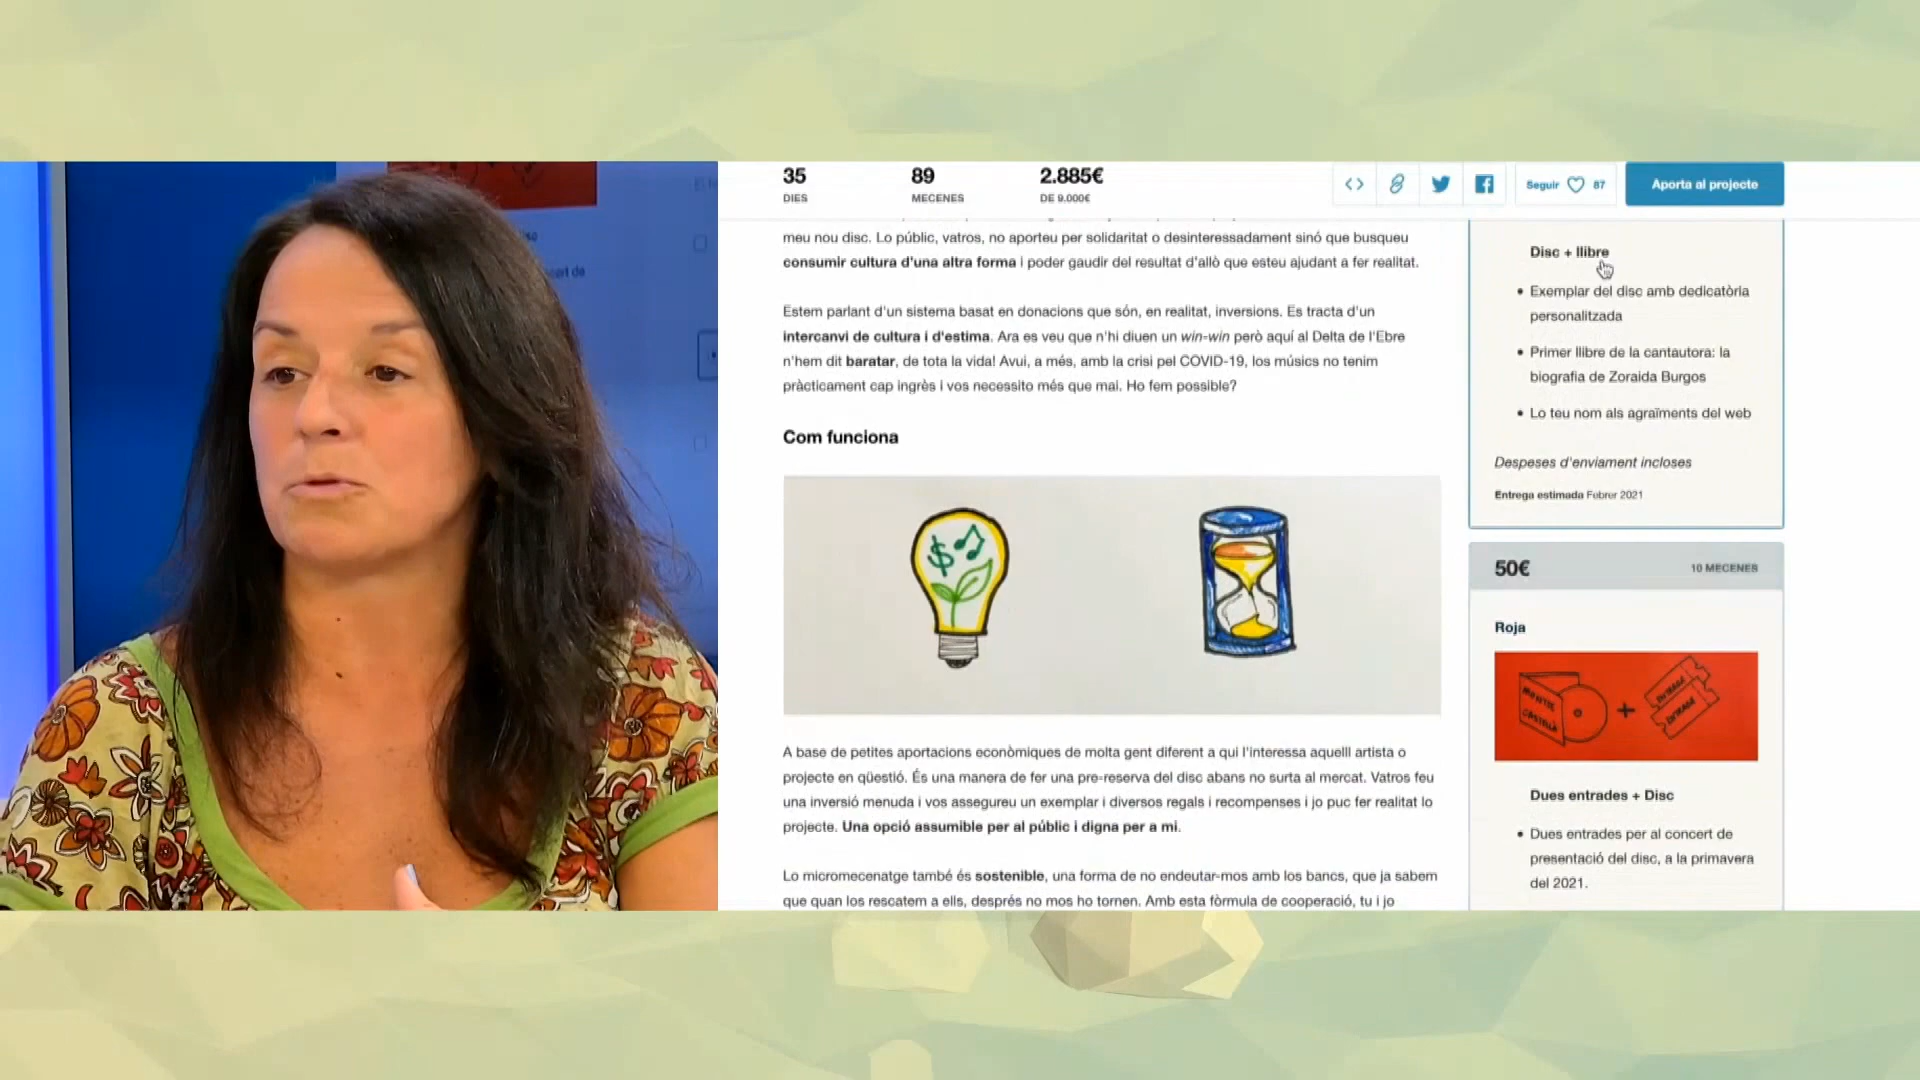 35
DIES
89
MECENES
2.885€
DE 9.000€
Seguir 87
Aporta al projecte
meu nou disc. Lo públic, vatros, no aporteu per solidaritat o desinteressadament sinó que busqueu
consumir cultura d'una altra forma i poder gaudir del resultat d'allò que esteu ajudant a fer realitat.
Estem parlant d'un sistema basat en donacions que són, en realitat, inversions. Es tracta d'un
intercanvi de cultura i d'estima. Ara es veu que n'hi diuen un win-win però aquí al Delta de l'Ebre
n'hem dit baratar, de tota la vida! Avui, a més, amb la crisi pel COVID-19, los músics no tenim
pràcticament cap ingrès i vos necessito més que mai. Ho fem possible?
Com funciona
$
A base de petites aportacions econòmiques de molta gent diferent a qui l'interessa aquelll artista o
projecte en qüestió. És una manera de fer una pre-reserva del disc abans no surta al mercat. Vatros feu
una inversió menuda i vos assegureu un exemplar i diversos regals i recompenses i jo puc fer realitat lo
projecte. Una opció assumible per al públic i digna per a mi.
Lo micromecenatge també és sostenible, una forma de no endeutar-mos amb los bancs, que ja sabem
que quan los rescatem a ells, després no mos ho tornen. Amb esta fòrmula de cooperació, tu i jo
Disc + llibre
• Exemplar del disc amb dedicatòria
personalitzada
• Primer llibre de la cantautora: la
biografia de Zoraida Burgos
• Lo teu nom als agraïments del web
Despeses d'enviament incloses
Entrega estimada Febrer 2021
50€
10 MECENES
Roja
MONTSE
CASTELLÀ
+
ENTRADA
ENTRADA
Dues entrades + Disc
• Dues entrades per al concert de
presentació del disc, a la primavera
del 2021.